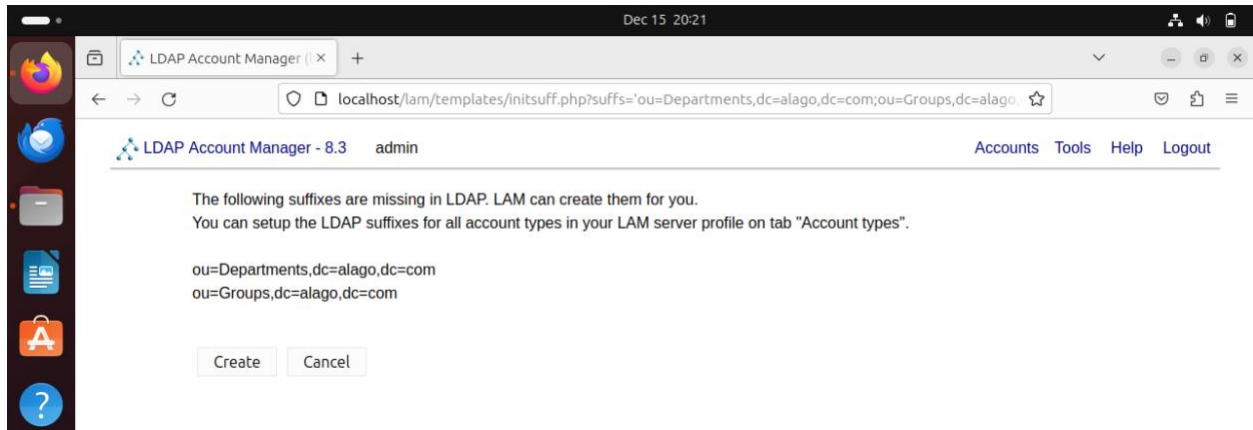 Dec 15 20:21
LDAP Account Manager (
localhost/lam/templates/initsuff.php?suffs='ou=Departments,dc=alago,dc=com;ou=Groups,dc=alago,
LDAP Account Manager - 8.3 admin Accounts Tools Help Logout
The following suffixes are missing in LDAP. LAM can create them for you.
You can setup the LDAP suffixes for all account types in your LAM server profile on tab "Account types".
ou=Departments,dc=alago,dc=com
ou=Groups,dc=alago,dc=com
Create Cancel